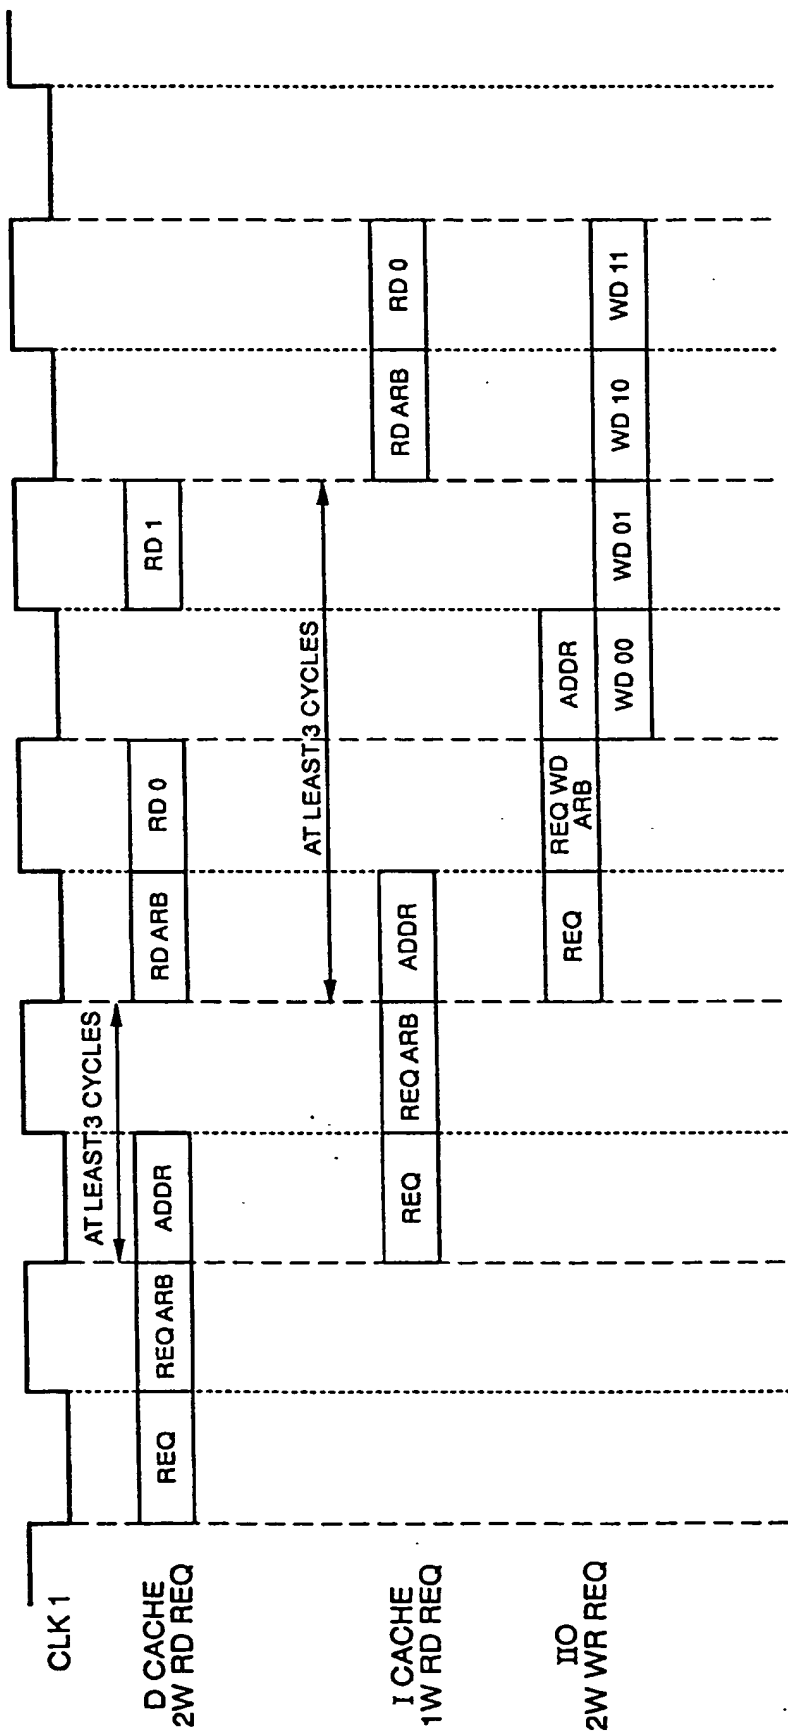 CLK 1
D CACHE
2W RD REQ
REQ
REQ ARB
ADDR
AT LEAST 3 CYCLES
RD ARB
RD 0
RD 1
I CACHE
1W RD REQ
REQ
REQ ARB
ADDR
AT LEAST 3 CYCLES
RD ARB
RD 0
IIO
2W WR REQ
REQ
REQ WD
ARB
ADDR
WD 00
WD 01
WD 10
WD 11